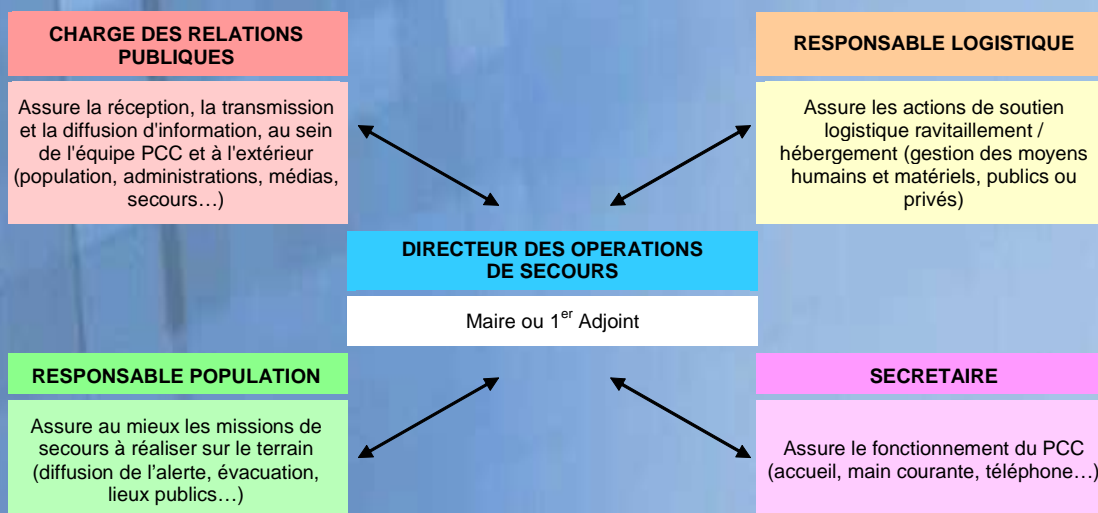 CHARGE DES RELATIONS
PUBLIQUES
Assure la réception, la transmission
et la diffusion d'information, au sein
de l'équipe PCC et à l'extérieur
(population, administrations, médias,
secours…)
RESPONSABLE LOGISTIQUE
Assure les actions de soutien
logistique ravitaillement /
hébergement (gestion des moyens
humains et matériels, publics ou
privés)
DIRECTEUR DES OPERATIONS
DE SECOURS
Maire ou 1er Adjoint
RESPONSABLE POPULATION
Assure au mieux les missions de
secours à réaliser sur le terrain
(diffusion de l’alerte, évacuation,
lieux publics…)
SECRETAIRE
Assure le fonctionnement du PCC
(accueil, main courante, téléphone…)